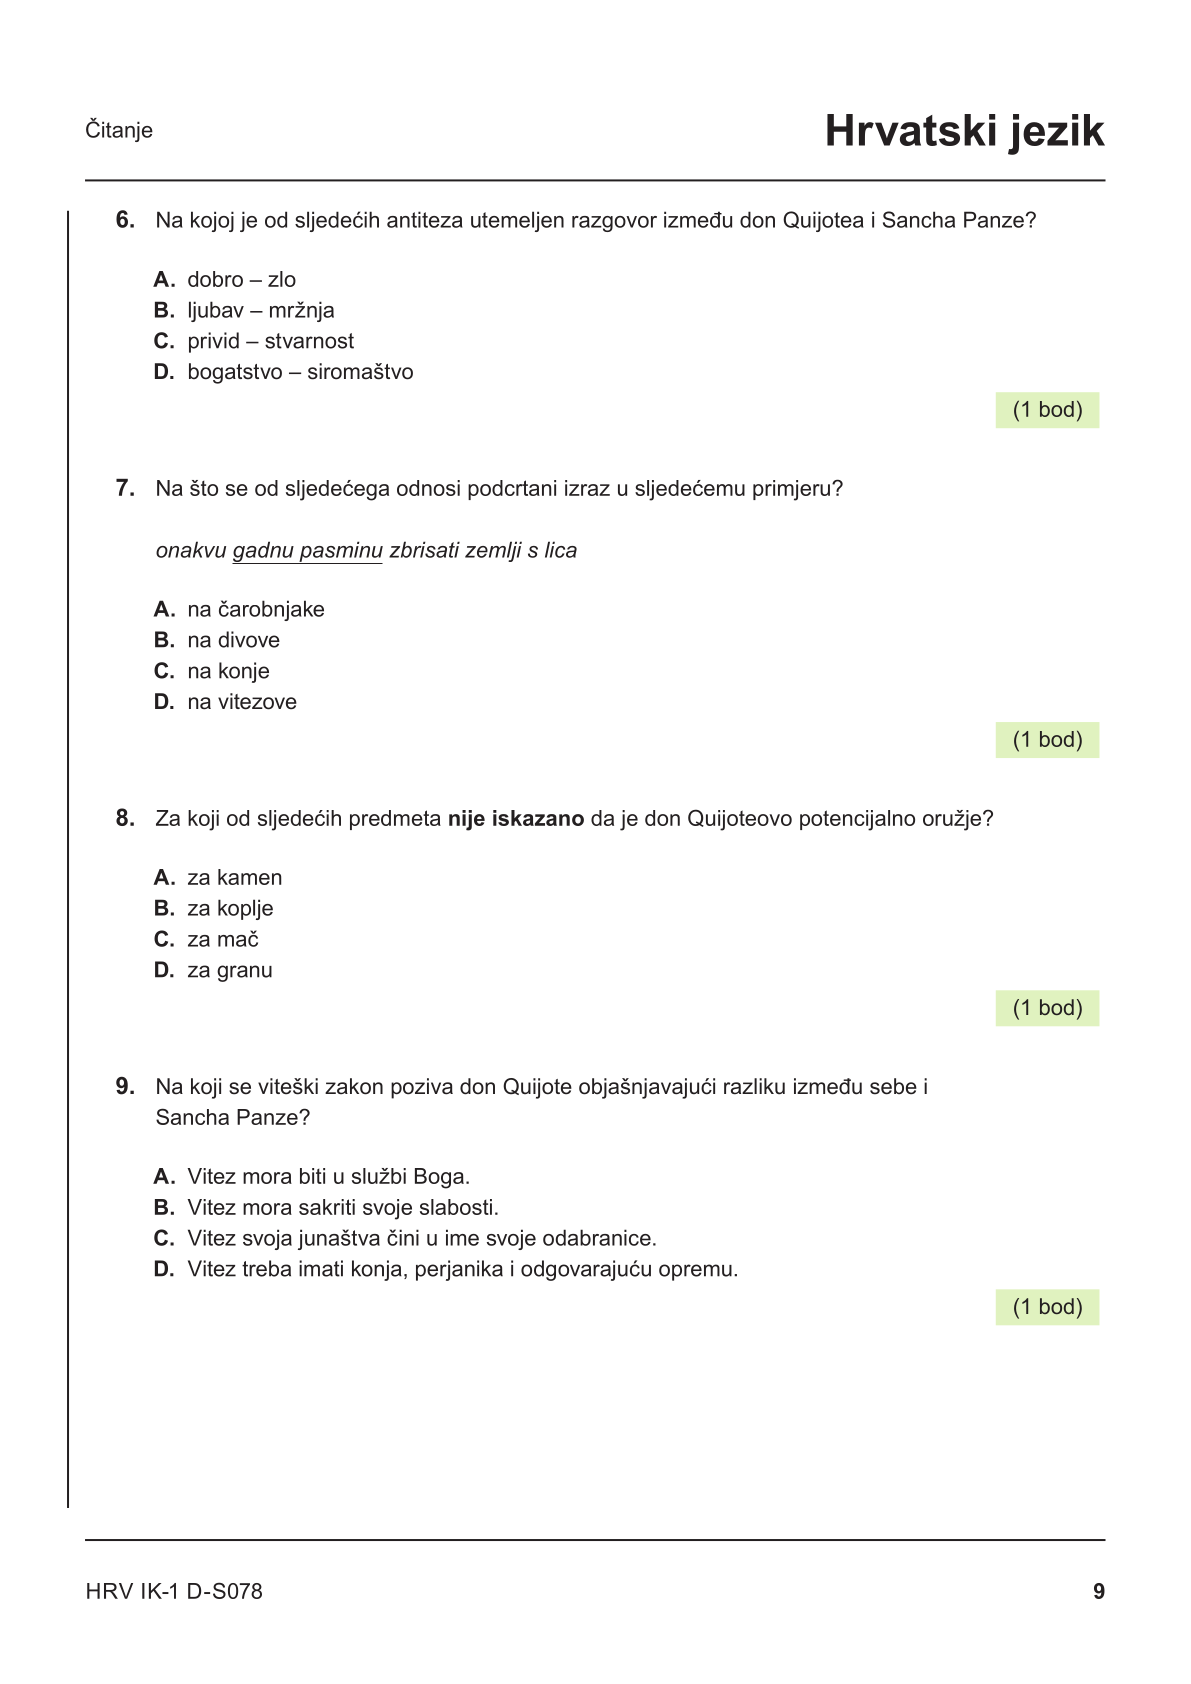 Čitanje
Hrvatski jezik
6. Na kojoj je od sljedećih antiteza utemeljen razgovor između don Quijotea i Sancha Panze?
A. dobro – zlo
B. ljubav – mržnja
C. privid – stvarnost
D. bogatstvo – siromaštvo
(1 bod)
7. Na što se od sljedećega odnosi podcrtani izraz u sljedećemu primjeru?
onakvu gadnu pasminu zbrisati zemlji s lica
A. na čarobnjake
B. na divove
C. na konje
D. na vitezove
(1 bod)
8. Za koji od sljedećih predmeta nije iskazano da je don Quijoteovo potencijalno oružje?
A. za kamen
B. za koplje
C. za mač
D. za granu
(1 bod)
9. Na koji se viteški zakon poziva don Quijote objašnjavajući razliku između sebe i
Sancha Panze?
A. Vitez mora biti u službi Boga.
B. Vitez mora sakriti svoje slabosti.
C. Vitez svoja junaštva čini u ime svoje odabranice.
D. Vitez treba imati konja, perjanika i odgovarajuću opremu.
(1 bod)
HRV IK-1 D-S078
9